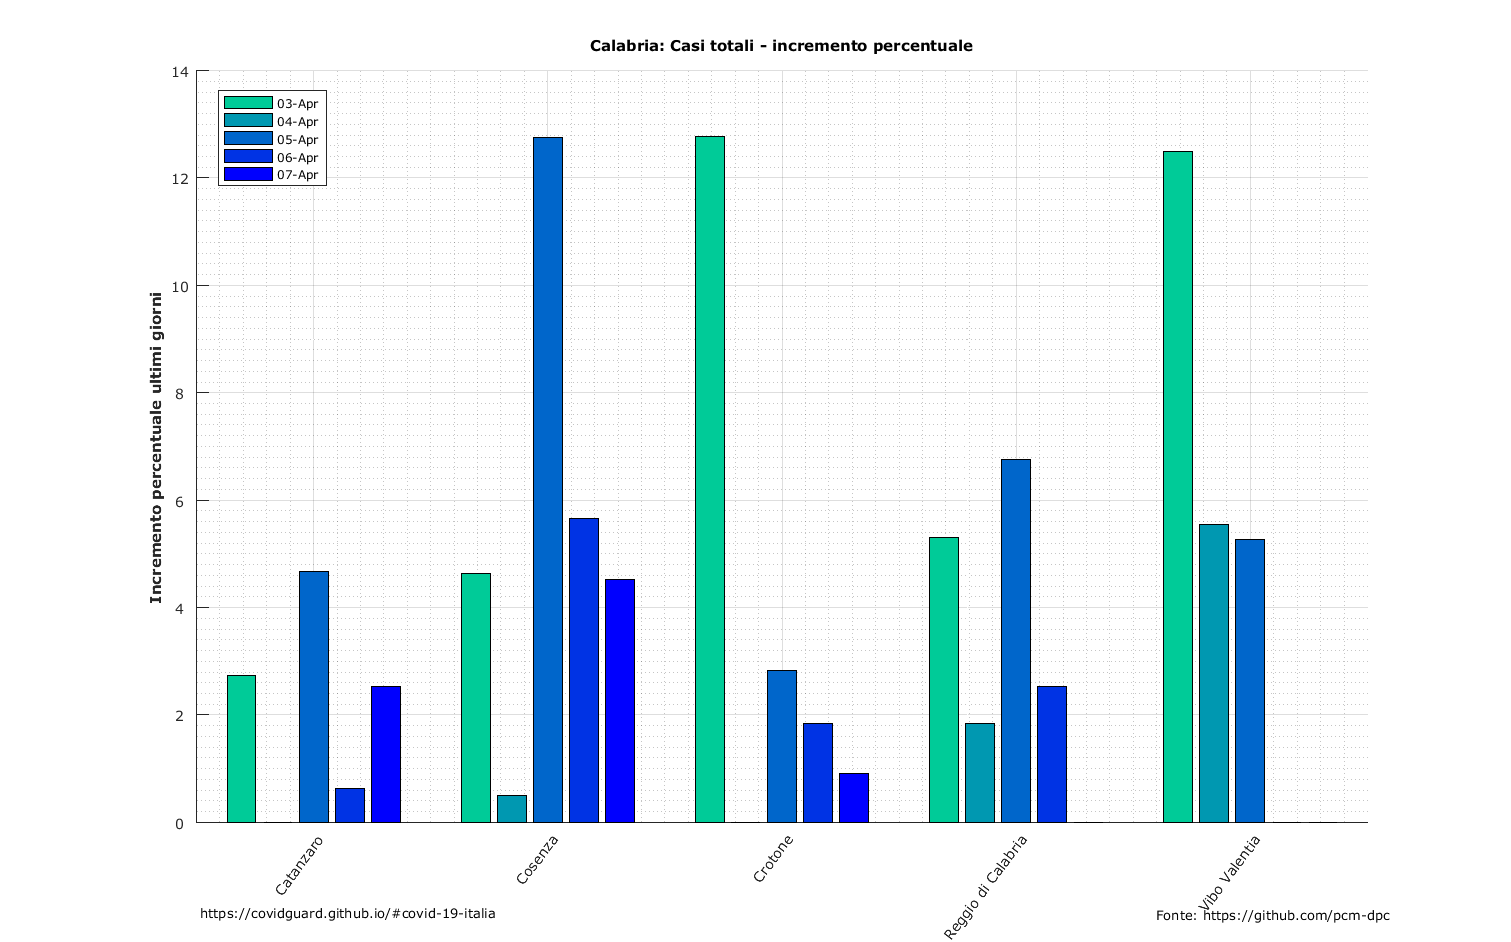 Calabria: Casi totali - incremento percentuale
14
12
10
8
6
4
2
0
Incremento percentuale ultimi giorni
03-Apr
04-Apr
05-Apr
06-Apr
07-Apr
Catanzaro
Cosenza
Crotone
Reggio di Calabria
Vibo Valentia
https://covidguard.github.io/#covid-19-italia
Fonte: https://github.com/pcm-dpc